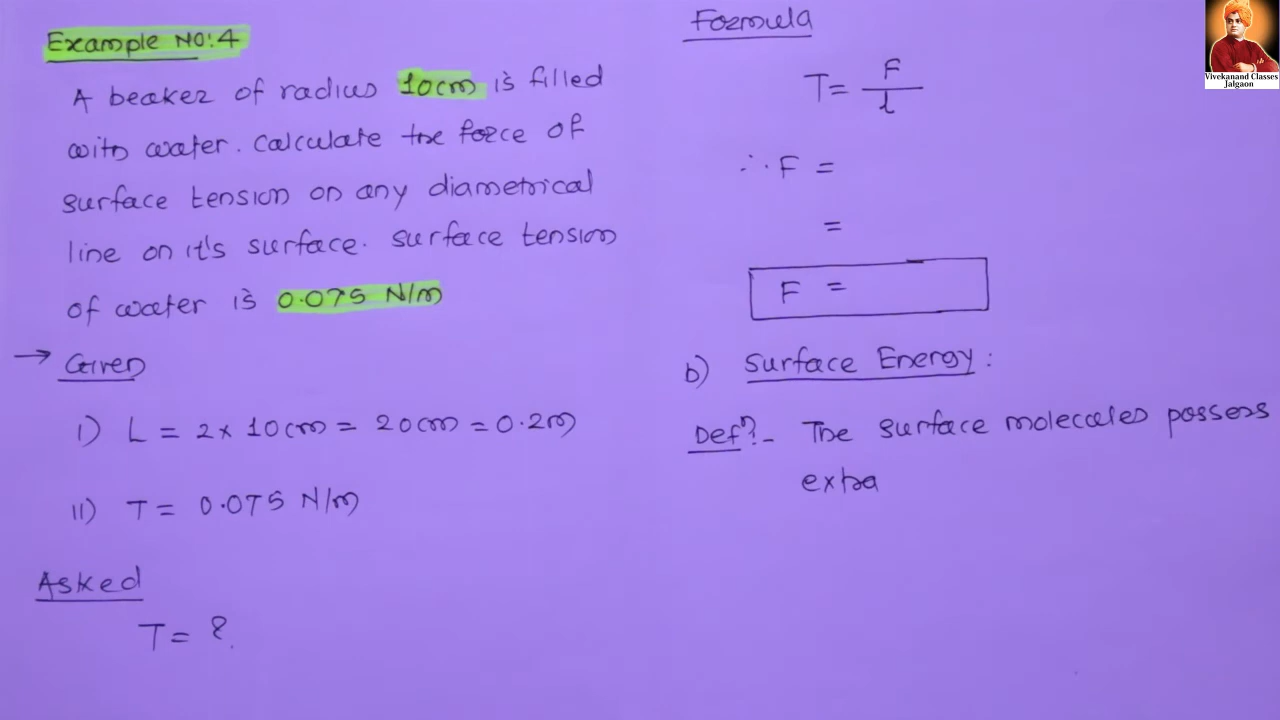 Example No:4
A beaker of radius 10cm is filled
with water. Calculate the force of
surface tension on any diametrical
line on it's surface. surface tension
of water is 0.075 N/m
→ Given
i) L = 2 x 10cm = 20cm = 0.2m
ii) T = 0.075 N/m
Asked
T = ?
Formula
T = F / l
∴ F =
=
F =
b) Surface Energy :
Defⁿ:- The surface molecules possess
extra
Vivekanand Classes
Jalgaon